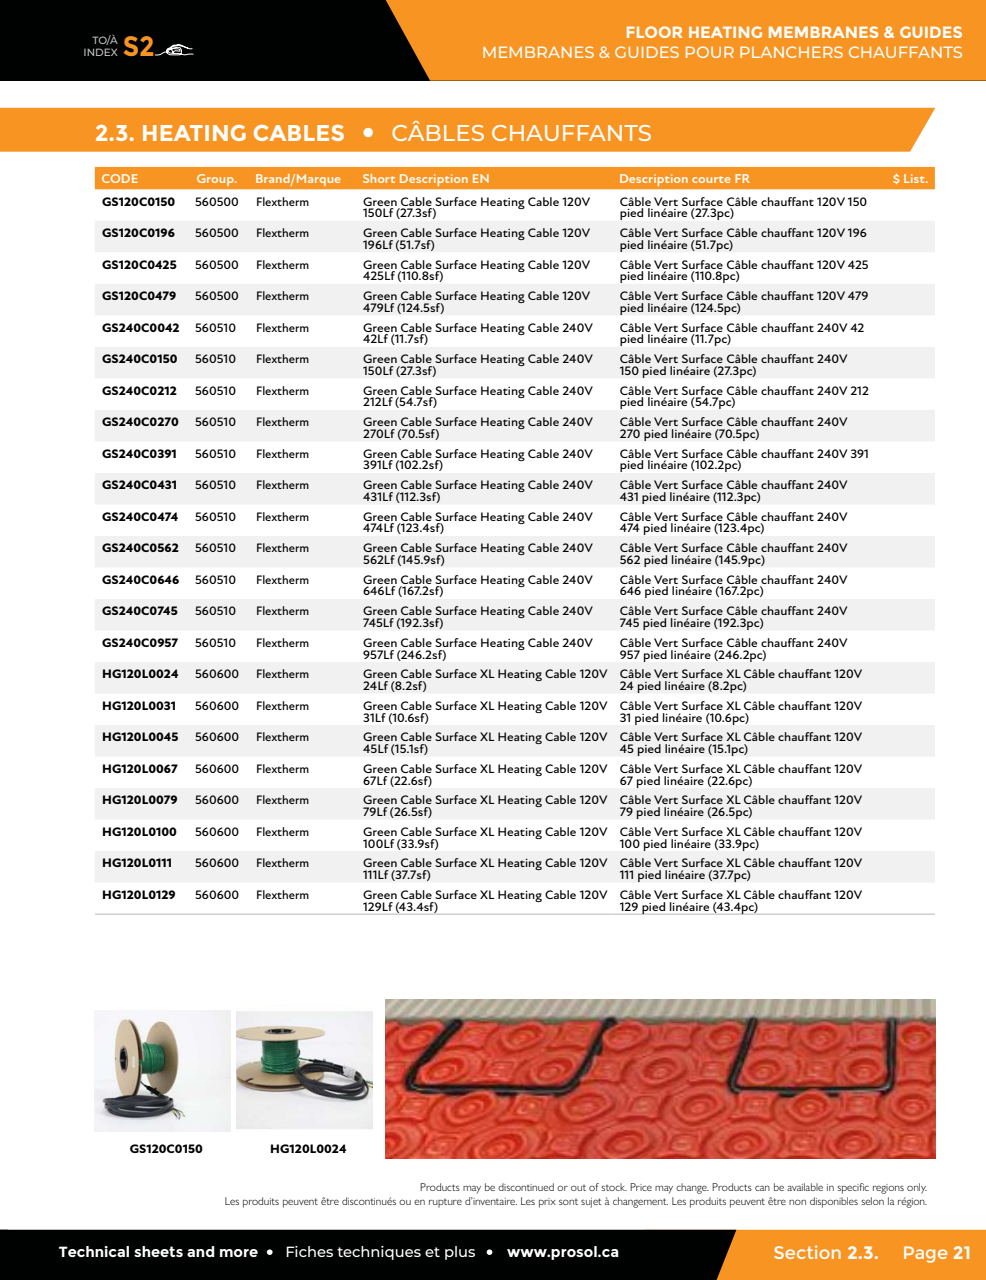 TO/À
INDEX S2
FLOOR HEATING MEMBRANES & GUIDES
MEMBRANES & GUIDES POUR PLANCHERS CHAUFFANTS
2.3. HEATING CABLES • CÂBLES CHAUFFANTS
CODE Group. Brand/Marque Short Description EN Description courte FR $ List.
GS120C0150 560500 Flextherm Green Cable Surface Heating Cable 120V Câble Vert Surface Câble chauffant 120V 150
150Lf (27.3sf) pied linéaire (27.3pc)
GS120C0196 560500 Flextherm Green Cable Surface Heating Cable 120V Câble Vert Surface Câble chauffant 120V 196
196Lf (51.7sf) pied linéaire (51.7pc)
GS120C0425 560500 Flextherm Green Cable Surface Heating Cable 120V Câble Vert Surface Câble chauffant 120V 425
425Lf (110.8sf) pied linéaire (110.8pc)
GS120C0479 560500 Flextherm Green Cable Surface Heating Cable 120V Câble Vert Surface Câble chauffant 120V 479
479Lf (124.5sf) pied linéaire (124.5pc)
GS240C0042 560510 Flextherm Green Cable Surface Heating Cable 240V Câble Vert Surface Câble chauffant 240V 42
42Lf (11.7sf) pied linéaire (11.7pc)
GS240C0150 560510 Flextherm Green Cable Surface Heating Cable 240V Câble Vert Surface Câble chauffant 240V
150Lf (27.3sf) 150 pied linéaire (27.3pc)
GS240C0212 560510 Flextherm Green Cable Surface Heating Cable 240V Câble Vert Surface Câble chauffant 240V 212
212Lf (54.7sf) pied linéaire (54.7pc)
GS240C0270 560510 Flextherm Green Cable Surface Heating Cable 240V Câble Vert Surface Câble chauffant 240V
270Lf (70.5sf) 270 pied linéaire (70.5pc)
GS240C0391 560510 Flextherm Green Cable Surface Heating Cable 240V Câble Vert Surface Câble chauffant 240V 391
391Lf (102.2sf) pied linéaire (102.2pc)
GS240C0431 560510 Flextherm Green Cable Surface Heating Cable 240V Câble Vert Surface Câble chauffant 240V
431Lf (112.3sf) 431 pied linéaire (112.3pc)
GS240C0474 560510 Flextherm Green Cable Surface Heating Cable 240V Câble Vert Surface Câble chauffant 240V
474Lf (123.4sf) 474 pied linéaire (123.4pc)
GS240C0562 560510 Flextherm Green Cable Surface Heating Cable 240V Câble Vert Surface Câble chauffant 240V
562Lf (145.9sf) 562 pied linéaire (145.9pc)
GS240C0646 560510 Flextherm Green Cable Surface Heating Cable 240V Câble Vert Surface Câble chauffant 240V
646Lf (167.2sf) 646 pied linéaire (167.2pc)
GS240C0745 560510 Flextherm Green Cable Surface Heating Cable 240V Câble Vert Surface Câble chauffant 240V
745Lf (192.3sf) 745 pied linéaire (192.3pc)
GS240C0957 560510 Flextherm Green Cable Surface Heating Cable 240V Câble Vert Surface Câble chauffant 240V
957Lf (246.2sf) 957 pied linéaire (246.2pc)
HG120L0024 560600 Flextherm Green Cable Surface XL Heating Cable 120V Câble Vert Surface XL Câble chauffant 120V
24Lf (8.2sf) 24 pied linéaire (8.2pc)
HG120L0031 560600 Flextherm Green Cable Surface XL Heating Cable 120V Câble Vert Surface XL Câble chauffant 120V
31Lf (10.6sf) 31 pied linéaire (10.6pc)
HG120L0045 560600 Flextherm Green Cable Surface XL Heating Cable 120V Câble Vert Surface XL Câble chauffant 120V
45Lf (15.1sf) 45 pied linéaire (15.1pc)
HG120L0067 560600 Flextherm Green Cable Surface XL Heating Cable 120V Câble Vert Surface XL Câble chauffant 120V
67Lf (22.6sf) 67 pied linéaire (22.6pc)
HG120L0079 560600 Flextherm Green Cable Surface XL Heating Cable 120V Câble Vert Surface XL Câble chauffant 120V
79Lf (26.5sf) 79 pied linéaire (26.5pc)
HG120L0100 560600 Flextherm Green Cable Surface XL Heating Cable 120V Câble Vert Surface XL Câble chauffant 120V
100Lf (33.9sf) 100 pied linéaire (33.9pc)
HG120L0111 560600 Flextherm Green Cable Surface XL Heating Cable 120V Câble Vert Surface XL Câble chauffant 120V
111Lf (37.7sf) 111 pied linéaire (37.7pc)
HG120L0129 560600 Flextherm Green Cable Surface XL Heating Cable 120V Câble Vert Surface XL Câble chauffant 120V
129Lf (43.4sf) 129 pied linéaire (43.4pc)
GS120C0150 HG120L0024
Products may be discontinued or out of stock. Price may change. Products can be available in specific regions only.
Les produits peuvent être discontinués ou en rupture d'inventaire. Les prix sont sujet à changement. Les produits peuvent être non disponibles selon la région.
Technical sheets and more • Fiches techniques et plus • www.prosol.ca
Section 2.3. Page 21